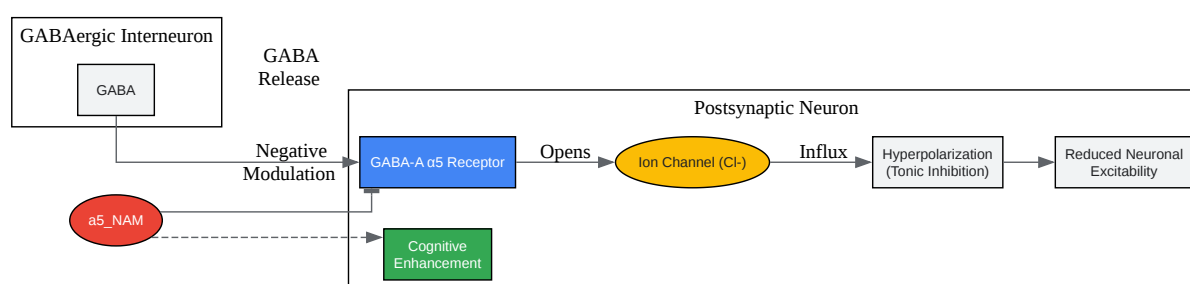 GABAergic Interneuron
GABA
GABA
Release
Postsynaptic Neuron
Negative
Modulation
GABA-A α5 Receptor
Opens
Ion Channel (Cl-)
Influx
Hyperpolarization
(Tonic Inhibition)
Reduced Neuronal
Excitability
a5_NAM
Cognitive
Enhancement